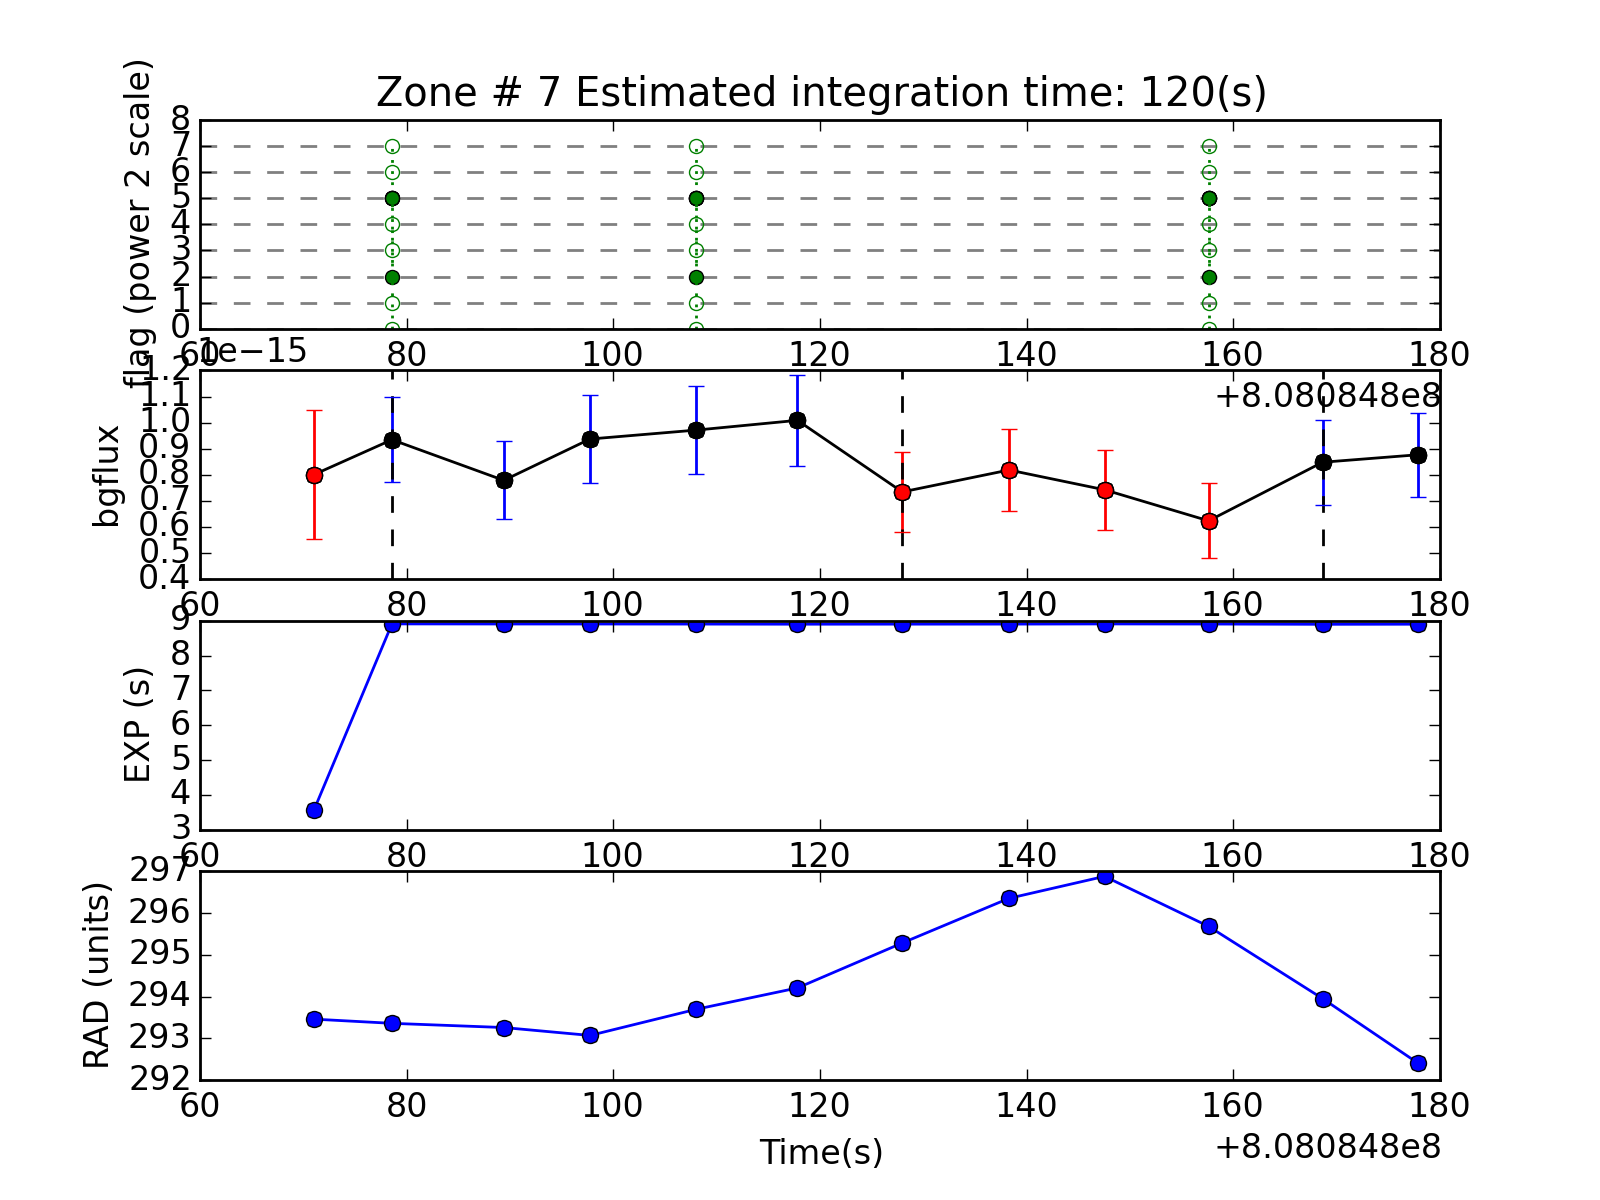 Zone # 7 Estimated integration time: 120(s)
flag (power 2 scale)
8
7
6
5
4
3
2
1
0
60 80 100 120 140 160 180
+8.080848e8
1e−15
bgflux
1.2
1.1
1.0
0.9
0.8
0.7
0.6
0.5
0.4
60 80 100 120 140 160 180
EXP (s)
9
8
7
6
5
4
3
60 80 100 120 140 160 180
RAD (units)
297
296
295
294
293
292
60 80 100 120 140 160 180
Time(s)
+8.080848e8